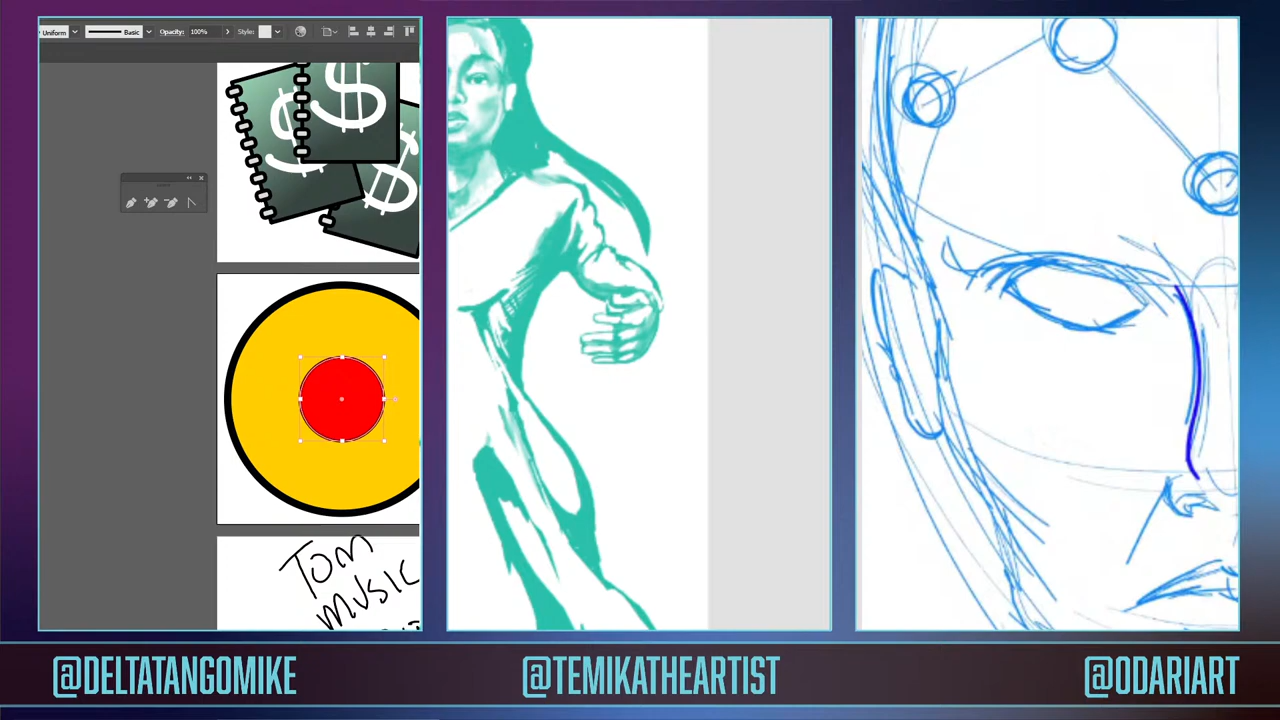 Uniform
Basic
Opacity: 100%
Style:
$
$
$
Tom
Music
@DELTATANGOMIKE
@TEMIKATHEARTIST
@ODARIART